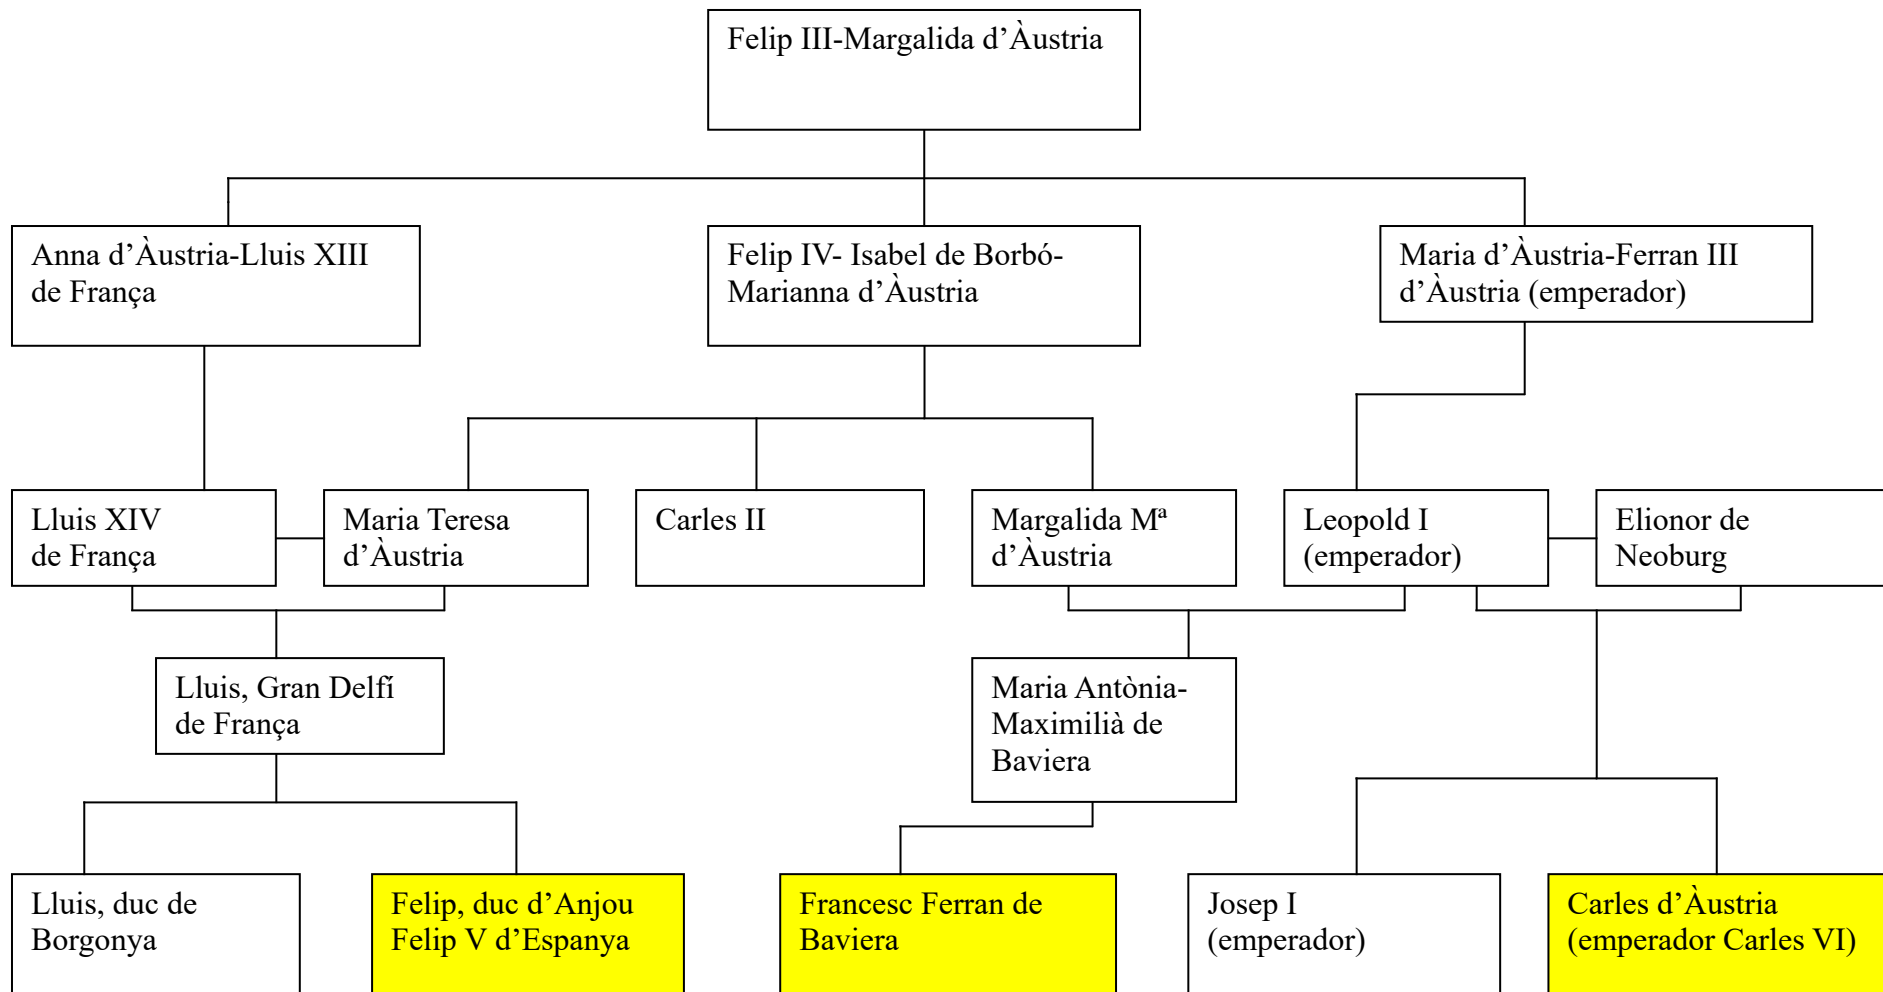 Felip III-Margalida d’Àustria
Anna d’Àustria-Lluis XIII
de França
Felip IV- Isabel de Borbó-
Marianna d’Àustria
Maria d’Àustria-Ferran III
d’Àustria (emperador)
Lluis XIV
de França
Maria Teresa
d’Àustria
Carles II
Margalida Mª
d’Àustria
Leopold I
(emperador)
Elionor de
Neoburg
Lluis, Gran Delfí
de França
Maria Antònia-
Maximilià de
Baviera
Lluis, duc de
Borgonya
Felip, duc d’Anjou
Felip V d’Espanya
Francesc Ferran de
Baviera
Josep I
(emperador)
Carles d’Àustria
(emperador Carles VI)